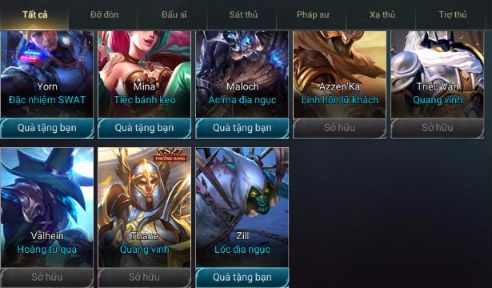 Tất cả Đỡ đòn Đấu sĩ Sát thủ Pháp sư Xạ thủ Trợ thủ
Yorn Mina Maloch Azzen'Ka Triệu Vân
Đặc nhiệm SWAT Tiệc bánh kẹo Ác ma địa ngục Linh hồn lữ khách Quang vinh
Quà tặng bạn Quà tặng bạn Quà tặng bạn Sở hữu Sở hữu
THƯỞNG HẠNG
Valhein Thane Zill
Hoàng tử quạ Quang vinh Lốc địa ngục
Sở hữu Sở hữu Quà tặng bạn